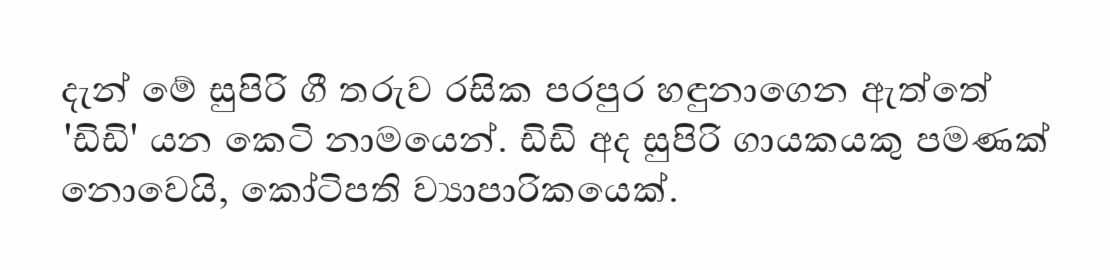 දැන් මේ සුපිරි ගී තරුව රසික පරපුර හඳුනාගෙන ඇත්තේ
'ඩිඩි' යන කෙටි නාමයෙන්. ඩිඩි අද සුපිරි ගායකයකු පමණක්
නොවෙයි, කෝටිපති ව්‍යාපාරිකයෙක්.